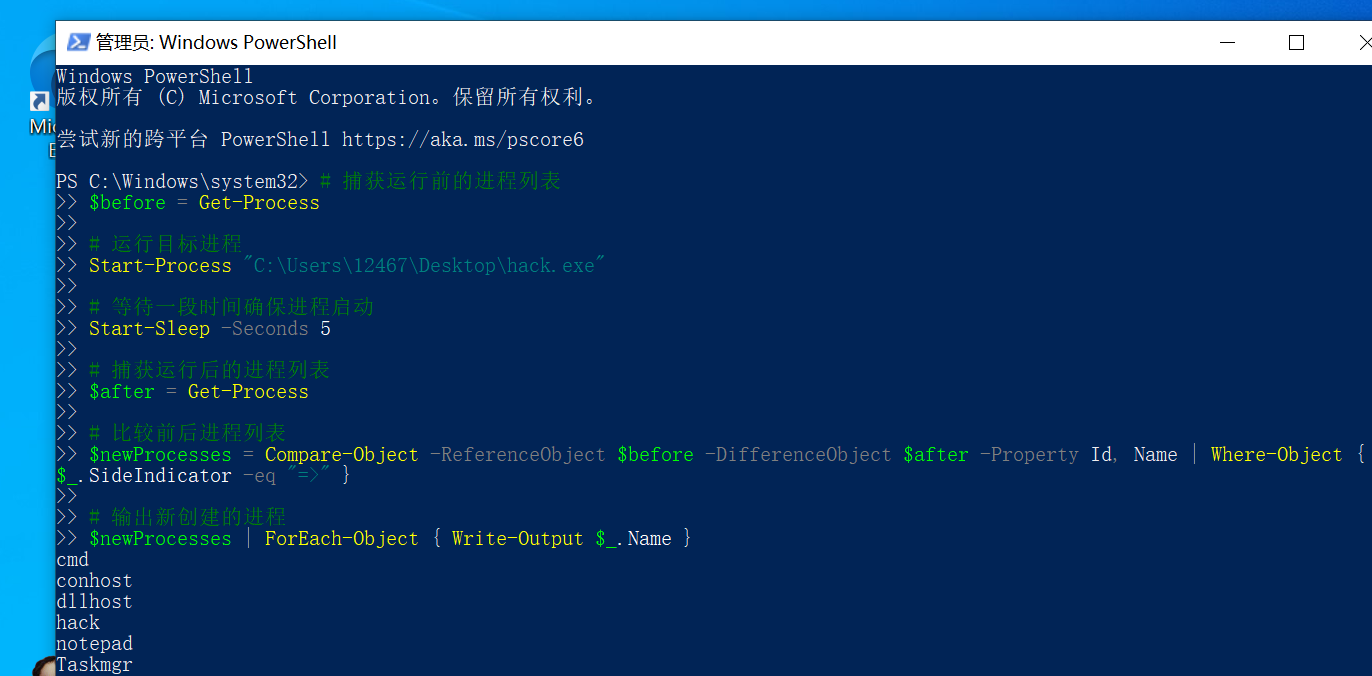 管理员: Windows PowerShell
Windows PowerShell
版权所有 (C) Microsoft Corporation。保留所有权利。
尝试新的跨平台 PowerShell https://aka.ms/pscore6
PS C:\Windows\system32> # 捕获运行前的进程列表
>> $before = Get-Process
>>
>> # 运行目标进程
>> Start-Process "C:\Users\12467\Desktop\hack.exe"
>>
>> # 等待一段时间确保进程启动
>> Start-Sleep -Seconds 5
>>
>> # 捕获运行后的进程列表
>> $after = Get-Process
>>
>> # 比较前后进程列表
>> $newProcesses = Compare-Object -ReferenceObject $before -DifferenceObject $after -Property Id, Name | Where-Object {
$_.SideIndicator -eq "=>" }
>>
>> # 输出新创建的进程
>> $newProcesses | ForEach-Object { Write-Output $_.Name }
cmd
conhost
dllhost
hack
notepad
Taskmgr